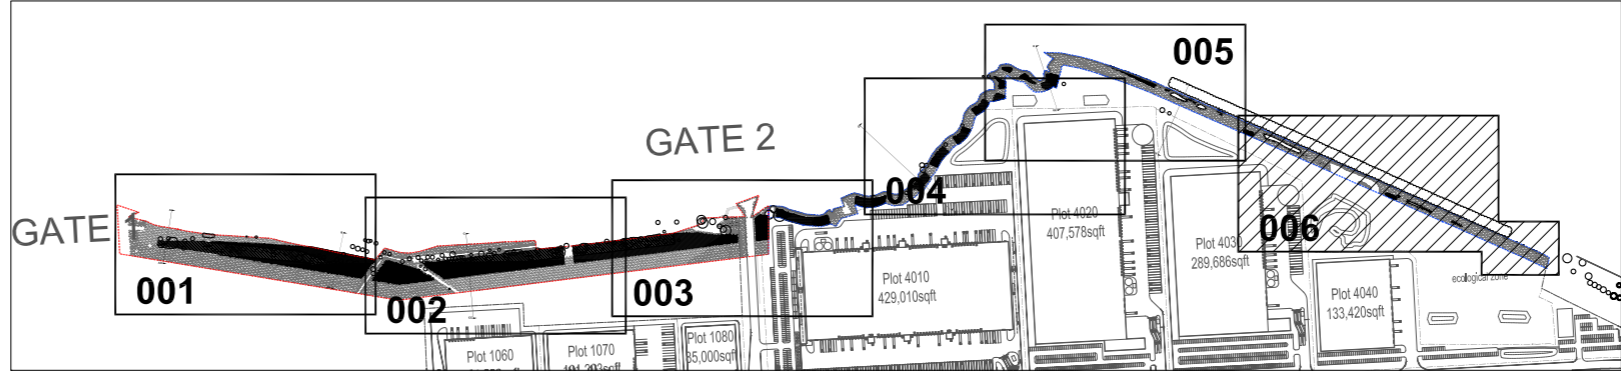 005
GATE 2
004
GATE
Plot 4020
407,578sqft
006
Plot 4030
289,686sqft
001
002
003
Plot 4010
429,010sqft
ecological zone
Plot 4040
133,420sqft
Plot 1060
Plot 1070
Plot 1080